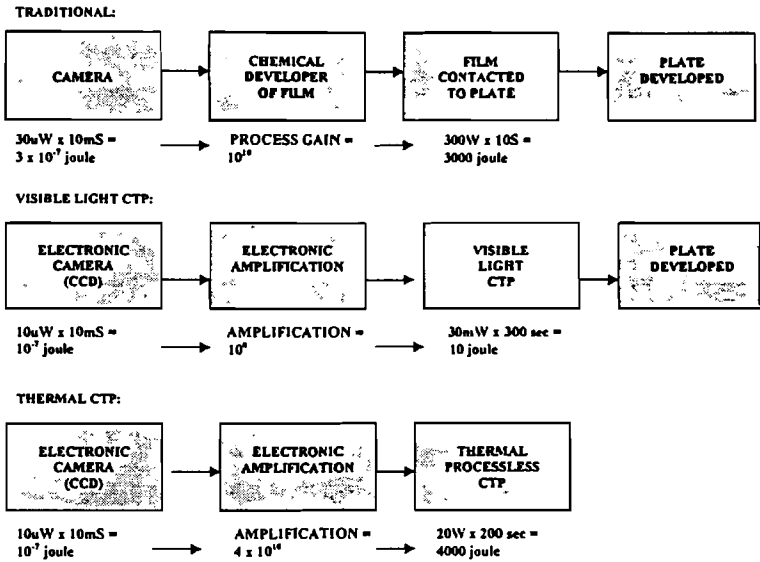 TRADITIONAL:
CAMERA
CHEMICAL
DEVELOPER
OF FILM
FILM
CONTACTED
TO PLATE
PLATE
DEVELOPED
30uW x 10mS =
3 x 10⁻⁷ joule
PROCESS GAIN =
10¹⁰
300W x 10S =
3000 joule
VISIBLE LIGHT CTP:
ELECTRONIC
CAMERA
(CCD)
ELECTRONIC
AMPLIFICATION
VISIBLE
LIGHT
CTP
PLATE
DEVELOPED
10uW x 10mS =
10⁻⁷ joule
AMPLIFICATION =
10⁸
30mW x 300 sec =
10 joule
THERMAL CTP:
ELECTRONIC
CAMERA
(CCD)
ELECTRONIC
AMPLIFICATION
THERMAL
PROCESSLESS
CTP
10uW x 10mS =
10⁻⁷ joule
AMPLIFICATION =
4 x 10¹⁰
20W x 200 sec =
4000 joule